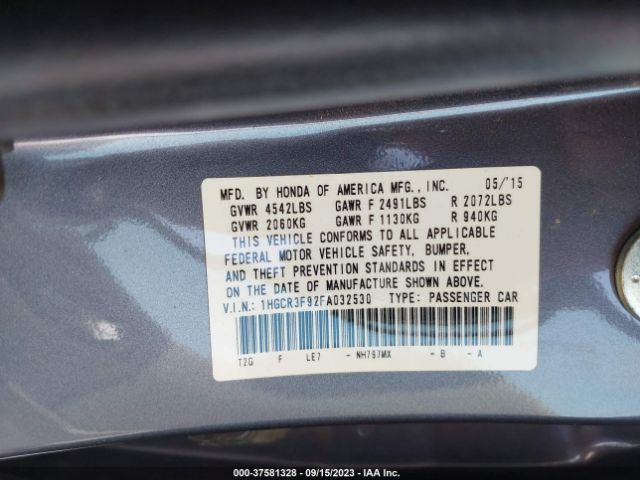 MFD. BY HONDA OF AMERICA MFG., INC. 05/'15
GVWR 4542LBS GAWR F 2491LBS R 2072LBS
GVWR 2060KG GAWR F 1130KG R 940KG
THIS VEHICLE CONFORMS TO ALL APPLICABLE
FEDERAL MOTOR VEHICLE SAFETY, BUMPER,
AND THEFT PREVENTION STANDARDS IN EFFECT
ON THE DATE OF MANUFACTURE SHOWN ABOVE.
V.I.N.: 1HGCR3F92FA032530 TYPE: PASSENGER CAR
T2G F LE7 - NH797MX - B - A
000-37581328 - 09/15/2023 - IAA Inc.